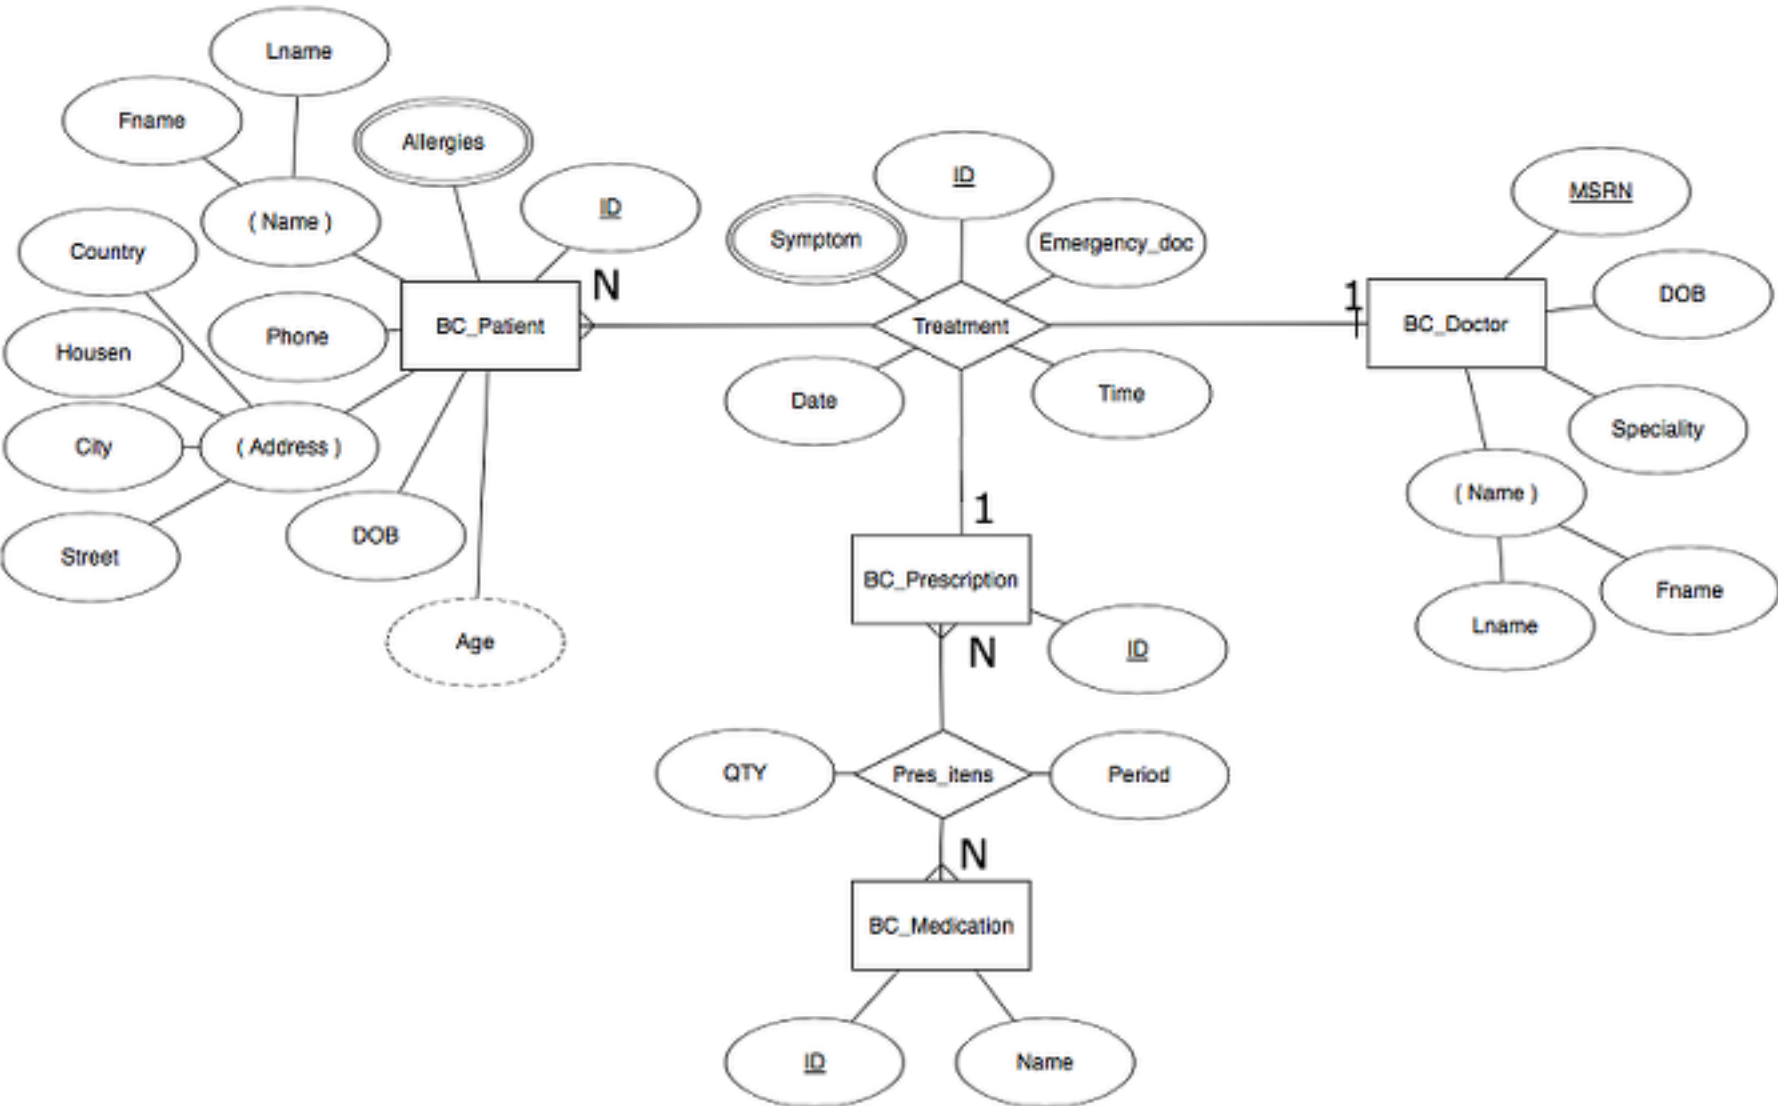 Lname
Fname
Allergies
ID
( Name )
Country
Phone
Housen
City
( Address )
Street
DOB
Age
BC_Patient
N
Symptom
ID
Emergency_doc
Treatment
Date
Time
1
BC_Doctor
MSRN
DOB
Speciality
( Name )
Fname
Lname
1
BC_Prescription
N
ID
QTY
Pres_itens
Period
N
BC_Medication
ID
Name